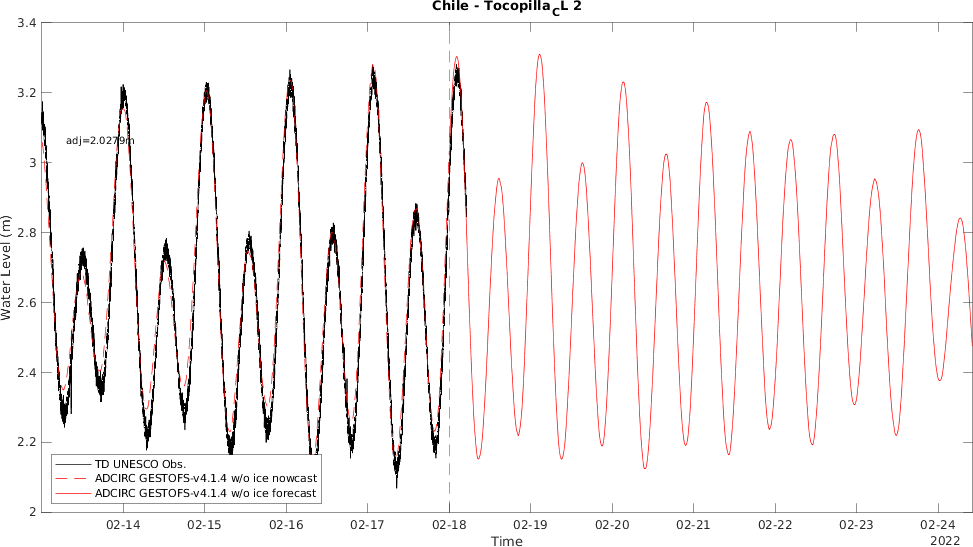 Chile - Tocopilla_CL 2
3.4
3.2
3
2.8
2.6
2.4
2.2
2
Water Level (m)
adj=2.0279m
TD UNESCO Obs.
ADCIRC GESTOFS-v4.1.4 w/o ice nowcast
ADCIRC GESTOFS-v4.1.4 w/o ice forecast
02-14 02-15 02-16 02-17 02-18 02-19 02-20 02-21 02-22 02-23 02-24
Time
2022